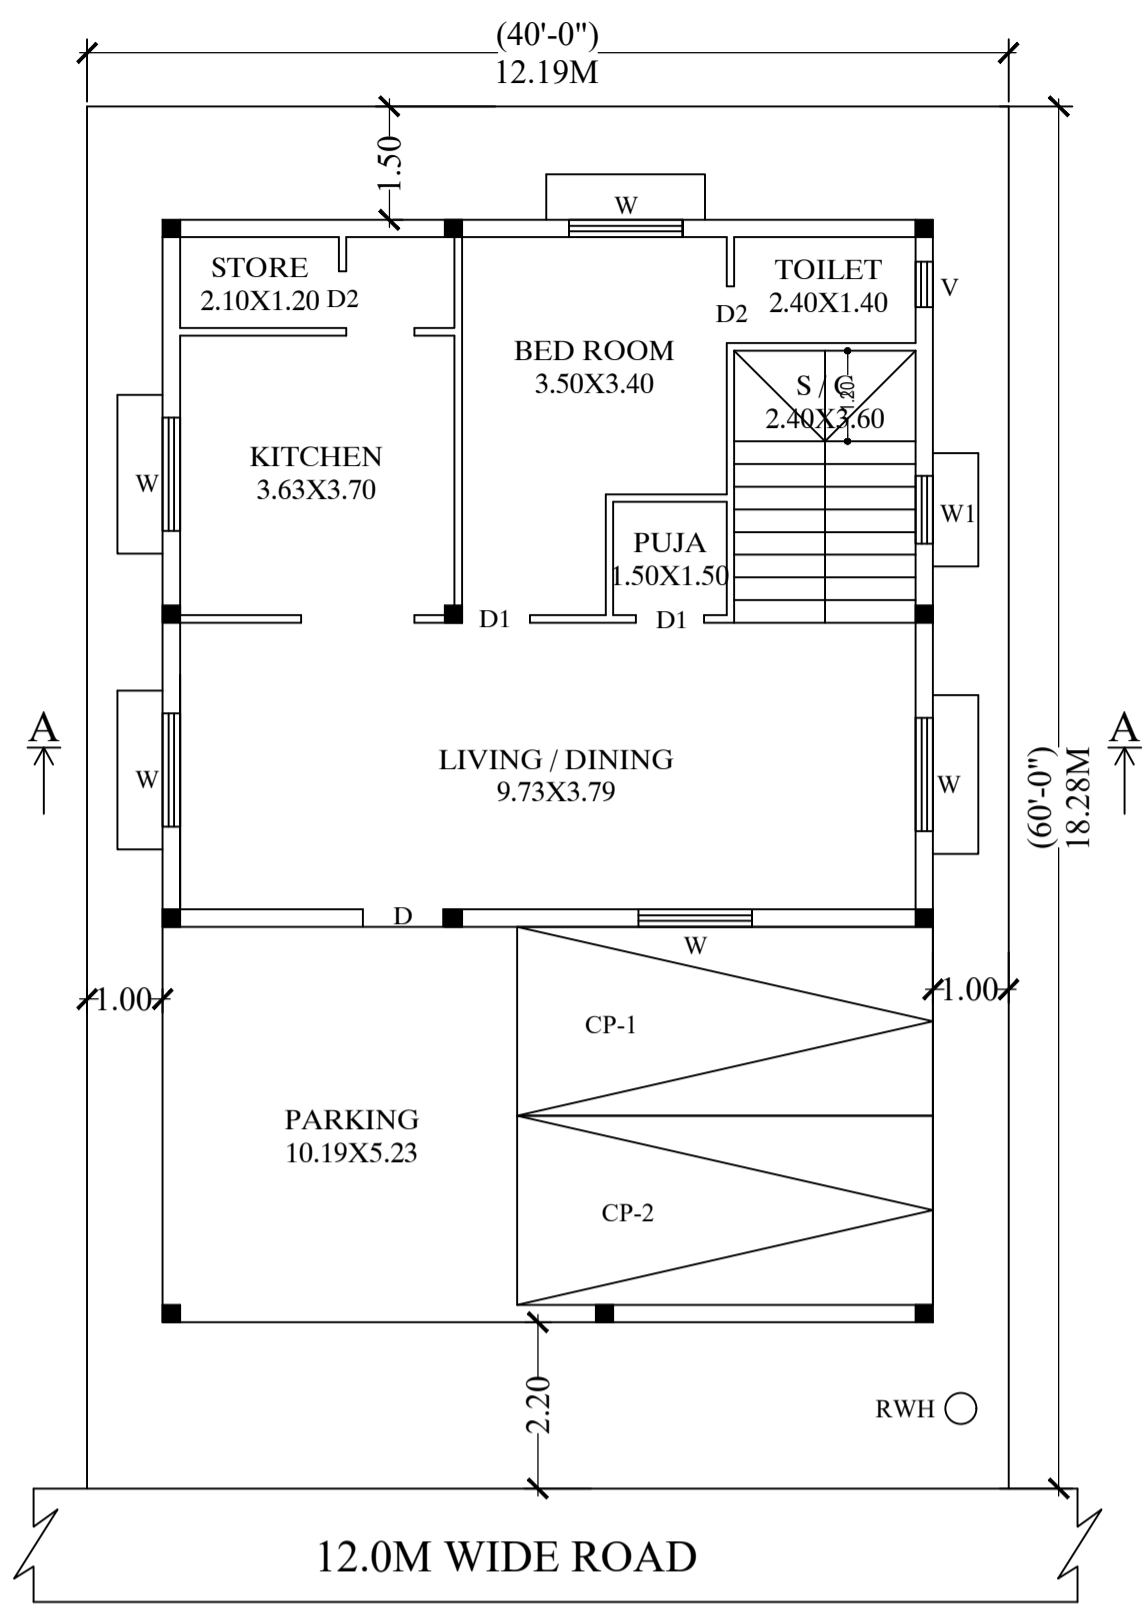 (40'-0")
12.19M
1.50
W
STORE
2.10X1.20
D2
TOILET
2.40X1.40
V
D2
BED ROOM
3.50X3.40
S / C
2.40X3.60
1.20
KITCHEN
3.63X3.70
W
W1
PUJA
1.50X1.50
D1
D1
A
A
LIVING / DINING
9.73X3.79
W
W
(60'-0")
18.28M
D
W
1.00
1.00
CP-1
PARKING
10.19X5.23
CP-2
2.20
RWH
12.0M WIDE ROAD